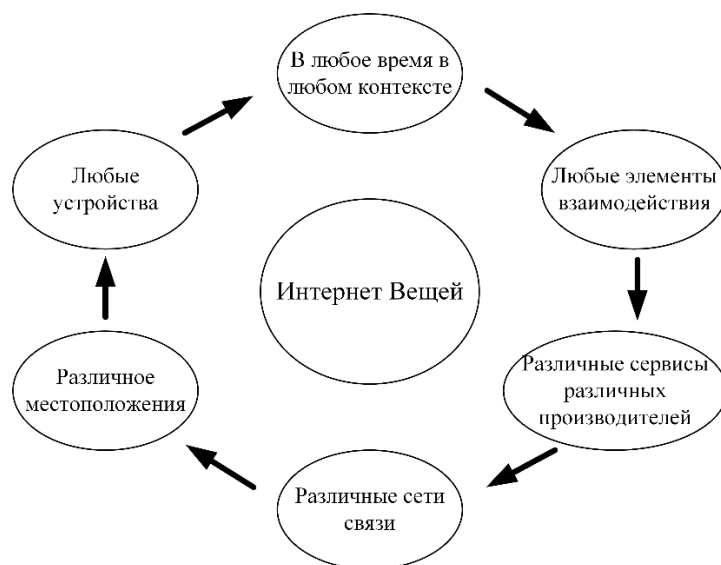 В любое время в
любом контексте
Любые элементы
взаимодействия
Различные сервисы
различных
производителей
Различные сети
связи
Различное
местоположения
Любые
устройства
Интернет Вещей